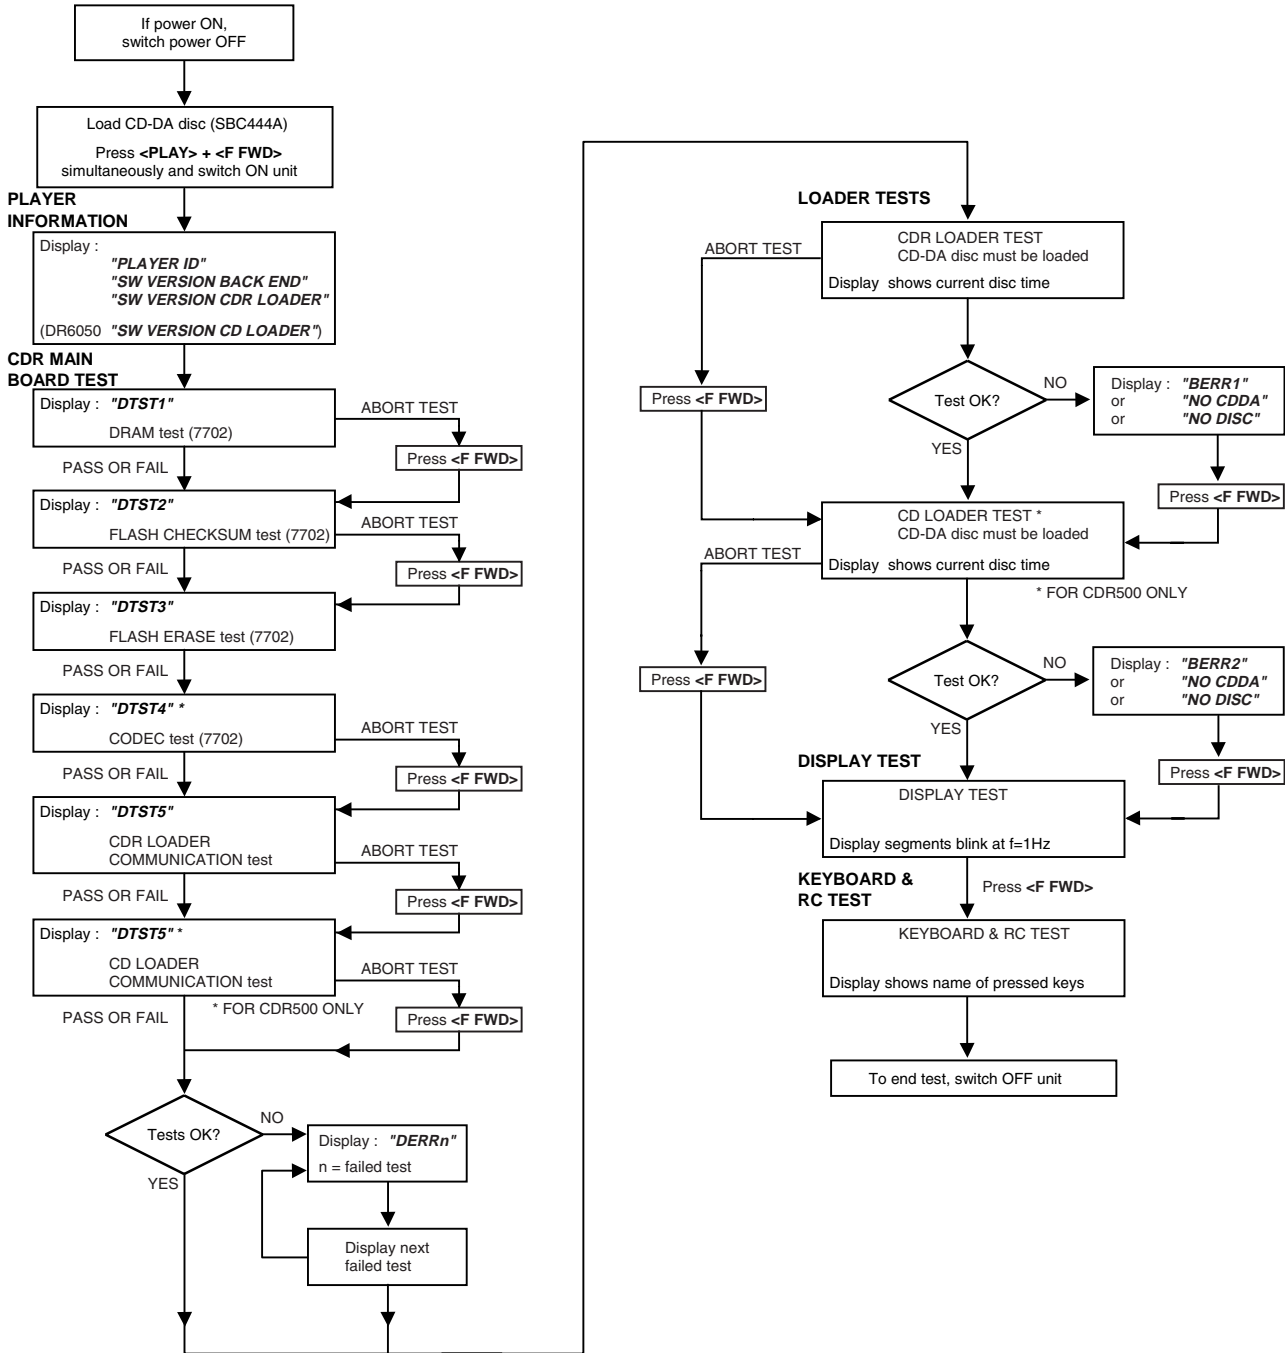 If power ON,
switch power OFF
Load CD-DA disc (SBC444A)
Press <PLAY> + <F FWD>
simultaneously and switch ON unit
PLAYER
INFORMATION
Display :
"PLAYER ID"
"SW VERSION BACK END"
"SW VERSION CDR LOADER"
(DR6050 "SW VERSION CD LOADER")
CDR MAIN
BOARD TEST
Display : "DTST1"
DRAM test (7702)
ABORT TEST
Press <F FWD>
PASS OR FAIL
Display : "DTST2"
FLASH CHECKSUM test (7702)
ABORT TEST
Press <F FWD>
PASS OR FAIL
Display : "DTST3"
FLASH ERASE test (7702)
PASS OR FAIL
Display : "DTST4" *
CODEC test (7702)
ABORT TEST
Press <F FWD>
PASS OR FAIL
Display : "DTST5"
CDR LOADER
COMMUNICATION test
ABORT TEST
Press <F FWD>
PASS OR FAIL
Display : "DTST5" *
CD LOADER
COMMUNICATION test
ABORT TEST
* FOR CDR500 ONLY
Press <F FWD>
PASS OR FAIL
Tests OK?
NO
YES
Display : "DERRn"
n = failed test
Display next
failed test
LOADER TESTS
CDR LOADER TEST
CD-DA disc must be loaded
Display shows current disc time
ABORT TEST
Press <F FWD>
Test OK?
NO
YES
Display : "BERR1"
or "NO CDDA"
or "NO DISC"
Press <F FWD>
CD LOADER TEST *
CD-DA disc must be loaded
Display shows current disc time
* FOR CDR500 ONLY
ABORT TEST
Press <F FWD>
Test OK?
NO
YES
Display : "BERR2"
or "NO CDDA"
or "NO DISC"
Press <F FWD>
DISPLAY TEST
DISPLAY TEST
Display segments blink at f=1Hz
KEYBOARD &
RC TEST
Press <F FWD>
KEYBOARD & RC TEST
Display shows name of pressed keys
To end test, switch OFF unit